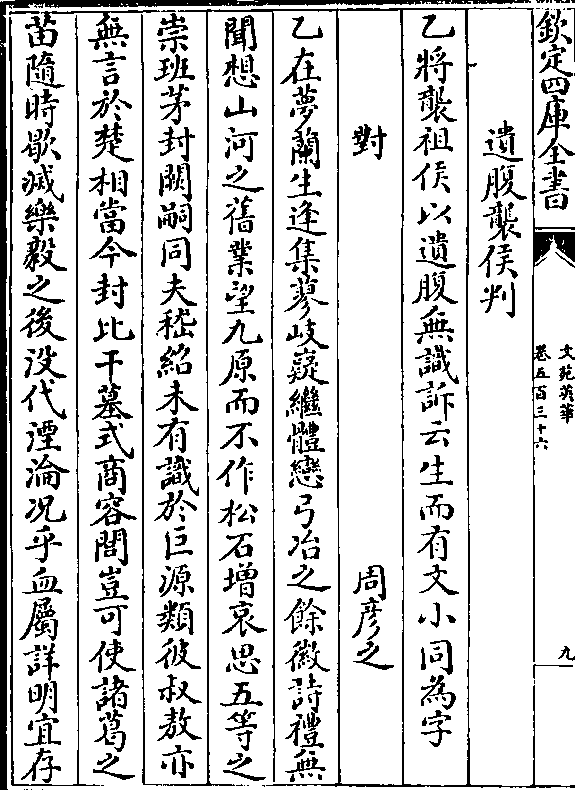 欽定四庫全書
文苑英華
卷五百三十六
九
遺腹襲侯判
乙將襲祖侯以遺腹無識訴云生而有文小同為字
對 周彦之
乙在夢蘭生逢集蓼岐嶷繼體戀弓冶之餘徽詩禮無
聞想山河之舊業望九原而不作松石增哀思五等之
崇班茅封闕嗣同夫嵇紹未有識於巨源類彼叔敖亦
無言於楚相當今封比干墓式商容閭豈可使諸葛之
苗隨時歇滅樂毅之後没代湮淪况乎血屬詳明宜存